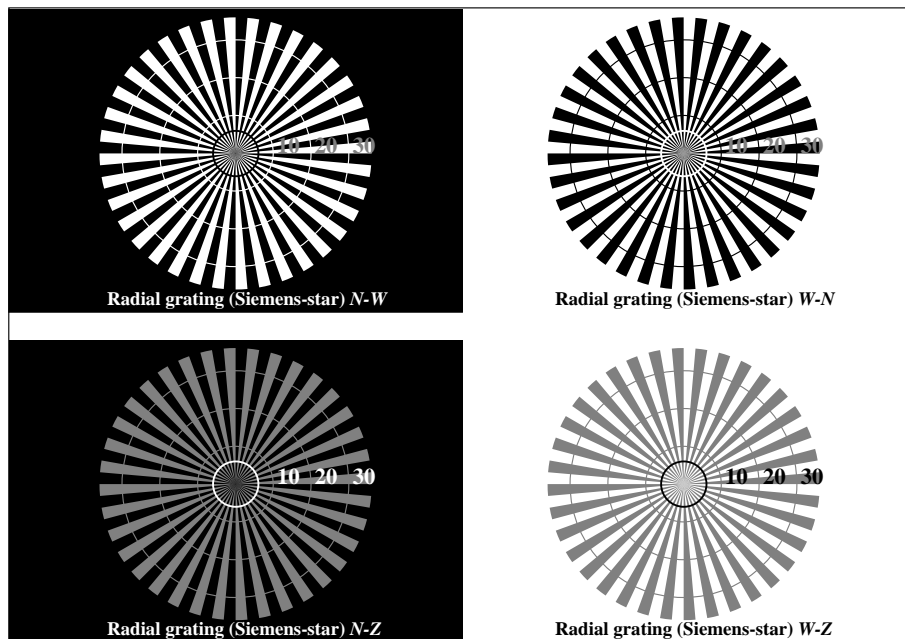 10 20 30
Radial grating (Siemens-star) N-W
10 20 30
Radial grating (Siemens-star) W-N
10 20 30
Radial grating (Siemens-star) N-Z
10 20 30
Radial grating (Siemens-star) W-Z